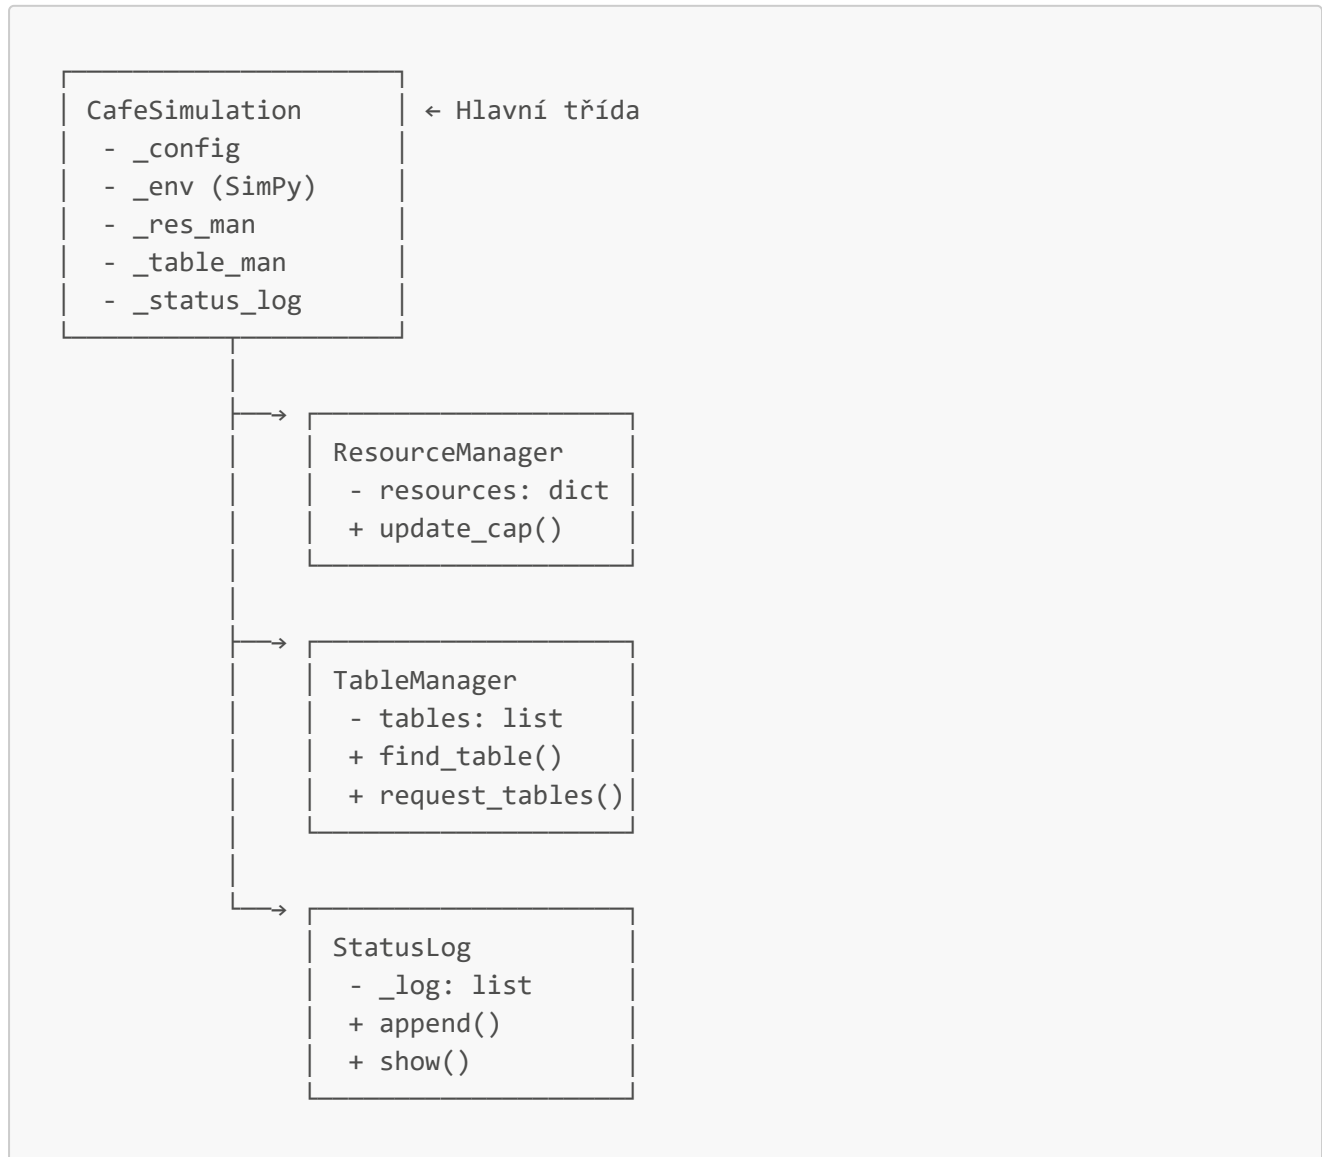 CafeSimulation ← Hlavní třída
- _config
- _env (SimPy)
- _res_man
- _table_man
- _status_log
ResourceManager
- resources: dict
+ update_cap()
TableManager
- tables: list
+ find_table()
+ request_tables()
StatusLog
- _log: list
+ append()
+ show()